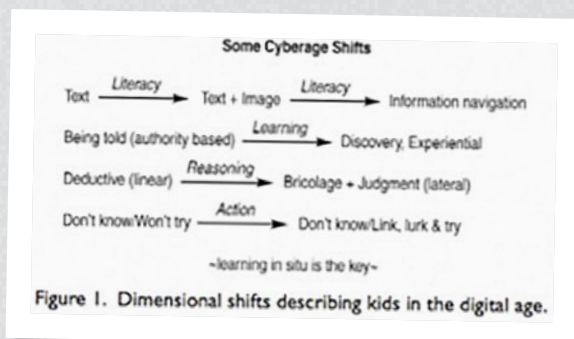 Some Cyberage Shifts
Text Literacy Text + Image Literacy Information navigation
Being told (authority based) Learning Discovery, Experiential
Deductive (linear) Reasoning Bricolage + Judgment (lateral)
Don't know/Won't try Action Don't know/Link, lurk & try
~learning in situ is the key~
Figure 1. Dimensional shifts describing kids in the digital age.